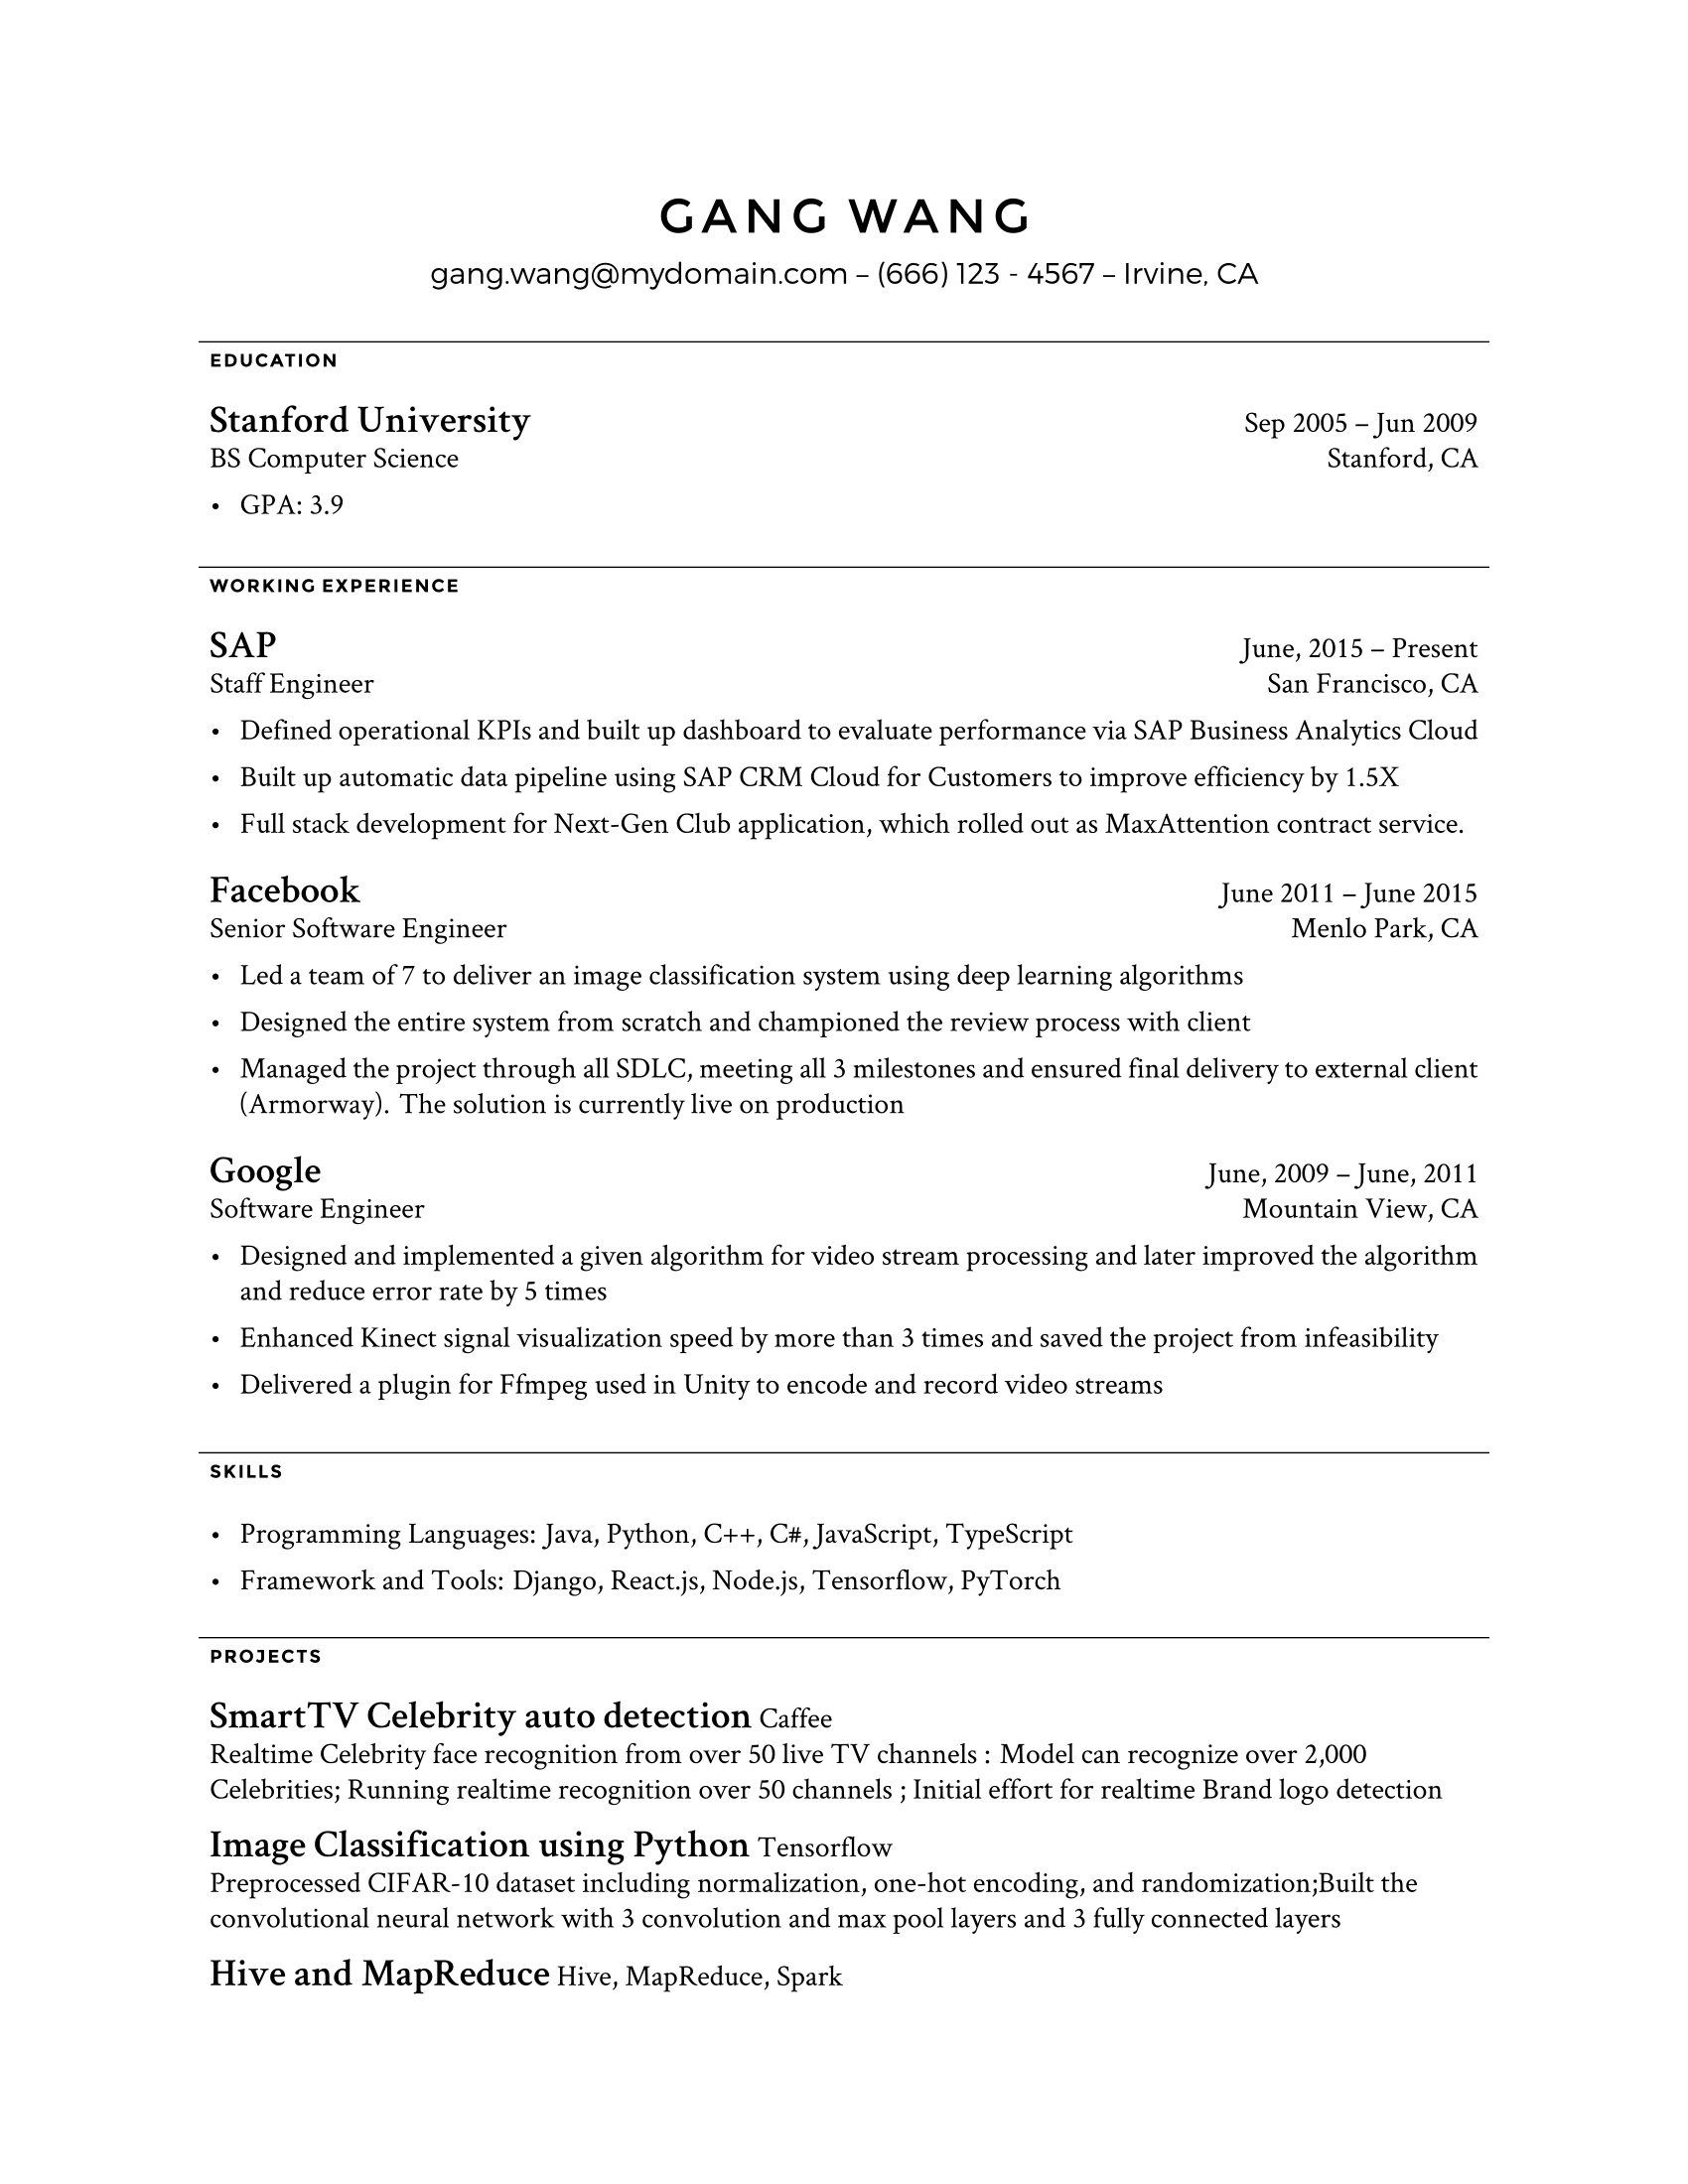 GANG WANG
gang.wang@mydomain.com – (666) 123 - 4567 – Irvine, CA
EDUCATION
Stanford University Sep 2005 – Jun 2009
BS Computer Science Stanford, CA
• GPA: 3.9
WORKING EXPERIENCE
SAP June, 2015 – Present
Staff Engineer San Francisco, CA
• Defined operational KPIs and built up dashboard to evaluate performance via SAP Business Analytics Cloud
• Built up automatic data pipeline using SAP CRM Cloud for Customers to improve efficiency by 1.5X
• Full stack development for Next-Gen Club application, which rolled out as MaxAttention contract service.
Facebook June 2011 – June 2015
Senior Software Engineer Menlo Park, CA
• Led a team of 7 to deliver an image classification system using deep learning algorithms
• Designed the entire system from scratch and championed the review process with client
• Managed the project through all SDLC, meeting all 3 milestones and ensured final delivery to external client
(Armorway). The solution is currently live on production
Google June, 2009 – June, 2011
Software Engineer Mountain View, CA
• Designed and implemented a given algorithm for video stream processing and later improved the algorithm
and reduce error rate by 5 times
• Enhanced Kinect signal visualization speed by more than 3 times and saved the project from infeasibility
• Delivered a plugin for Ffmpeg used in Unity to encode and record video streams
SKILLS
• Programming Languages: Java, Python, C++, C#, JavaScript, TypeScript
• Framework and Tools: Django, React.js, Node.js, Tensorflow, PyTorch
PROJECTS
SmartTV Celebrity auto detection Caffee
Realtime Celebrity face recognition from over 50 live TV channels : Model can recognize over 2,000
Celebrities; Running realtime recognition over 50 channels ; Initial effort for realtime Brand logo detection
Image Classification using Python Tensorflow
Preprocessed CIFAR-10 dataset including normalization, one-hot encoding, and randomization;Built the
convolutional neural network with 3 convolution and max pool layers and 3 fully connected layers
Hive and MapReduce Hive, MapReduce, Spark